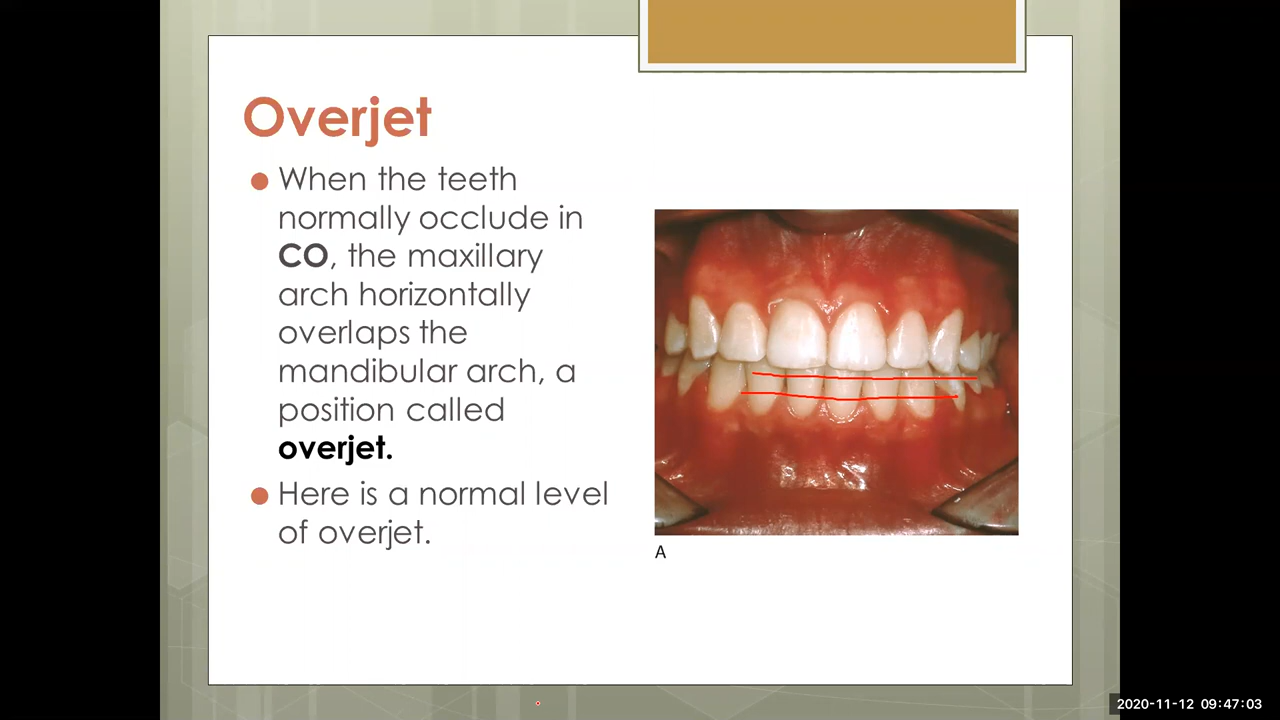 Overjet
When the teeth
normally occlude in
CO, the maxillary
arch horizontally
overlaps the
mandibular arch, a
position called
overjet.
Here is a normal level
of overjet.
A
2020-11-12 09:47:03